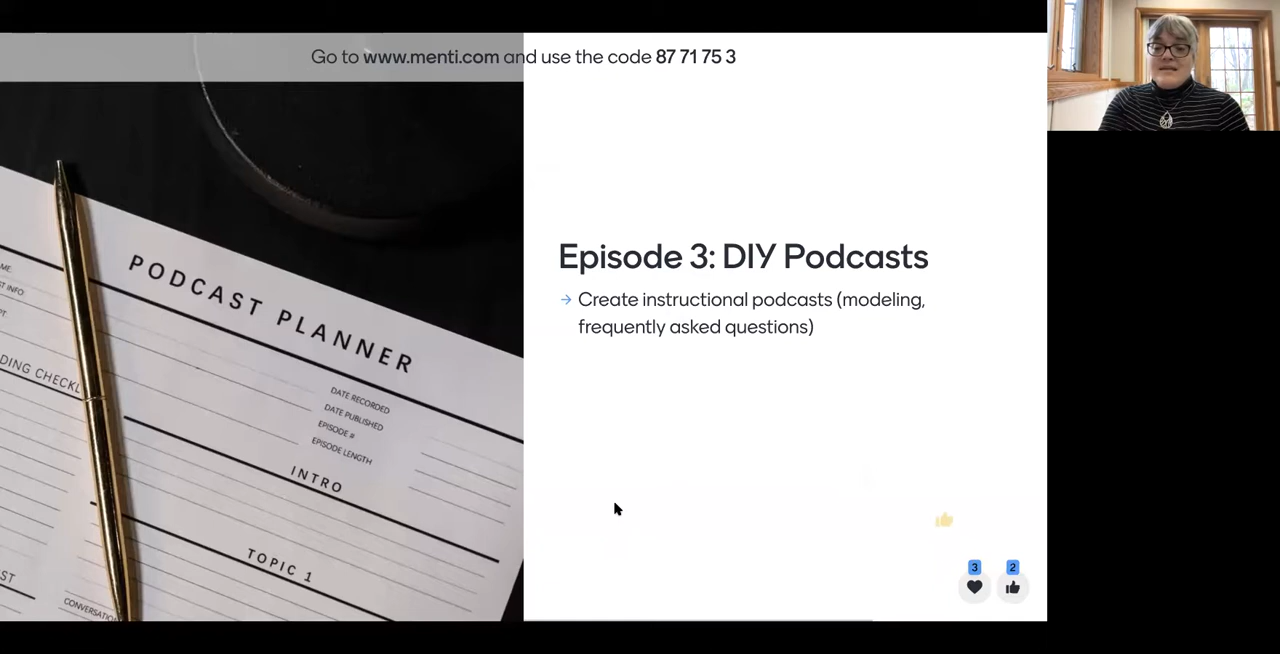 Go to www.menti.com and use the code 87 71 75 3
Episode 3: DIY Podcasts
→ Create instructional podcasts (modeling,
frequently asked questions)
PODCAST PLANNER
DATE RECORDED
DATE PUBLISHED
EPISODE #
EPISODE LENGTH
INTRO
TOPIC 1
3
2